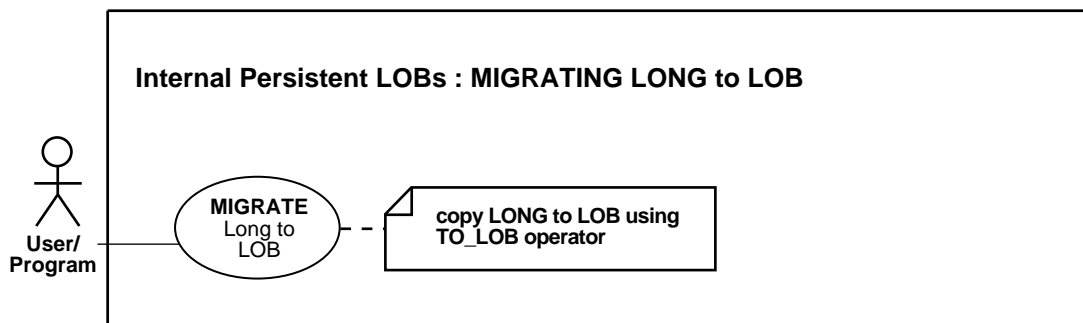 Internal Persistent LOBs : MIGRATING LONG to LOB
User/
Program
MIGRATE
Long to
LOB
copy LONG to LOB using
TO_LOB operator